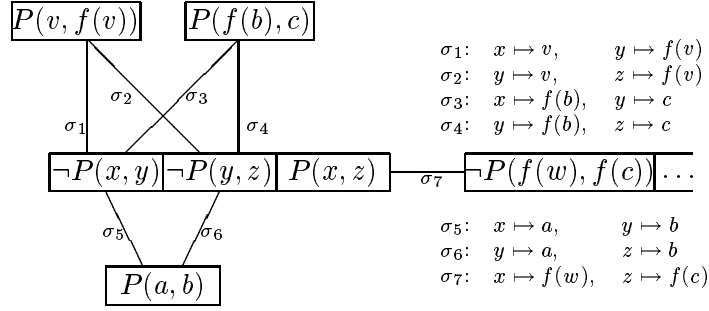 P(v, f(v)) P(f(b), c)
σ₁: x ↦ v, y ↦ f(v)
σ₂: y ↦ v, z ↦ f(v)
σ₃: x ↦ f(b), y ↦ c
σ₄: y ↦ f(b), z ↦ c
σ₂ σ₃
σ₁ σ₄
¬P(x, y) ¬P(y, z) P(x, z) σ₇ ¬P(f(w), f(c)) ...
σ₅ σ₆
P(a, b)
σ₅: x ↦ a, y ↦ b
σ₆: y ↦ a, z ↦ b
σ₇: x ↦ f(w), z ↦ f(c)